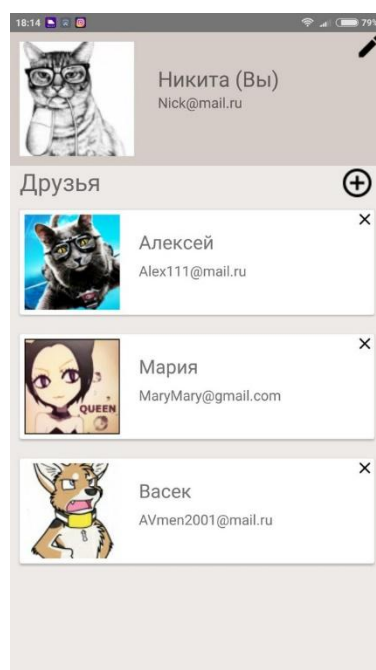 18:14 79%
Никита (Вы)
Nick@mail.ru
Друзья
Алексей
Alex111@mail.ru
Мария
MaryMary@gmail.com
QUEEN
Васек
AVmen2001@mail.ru